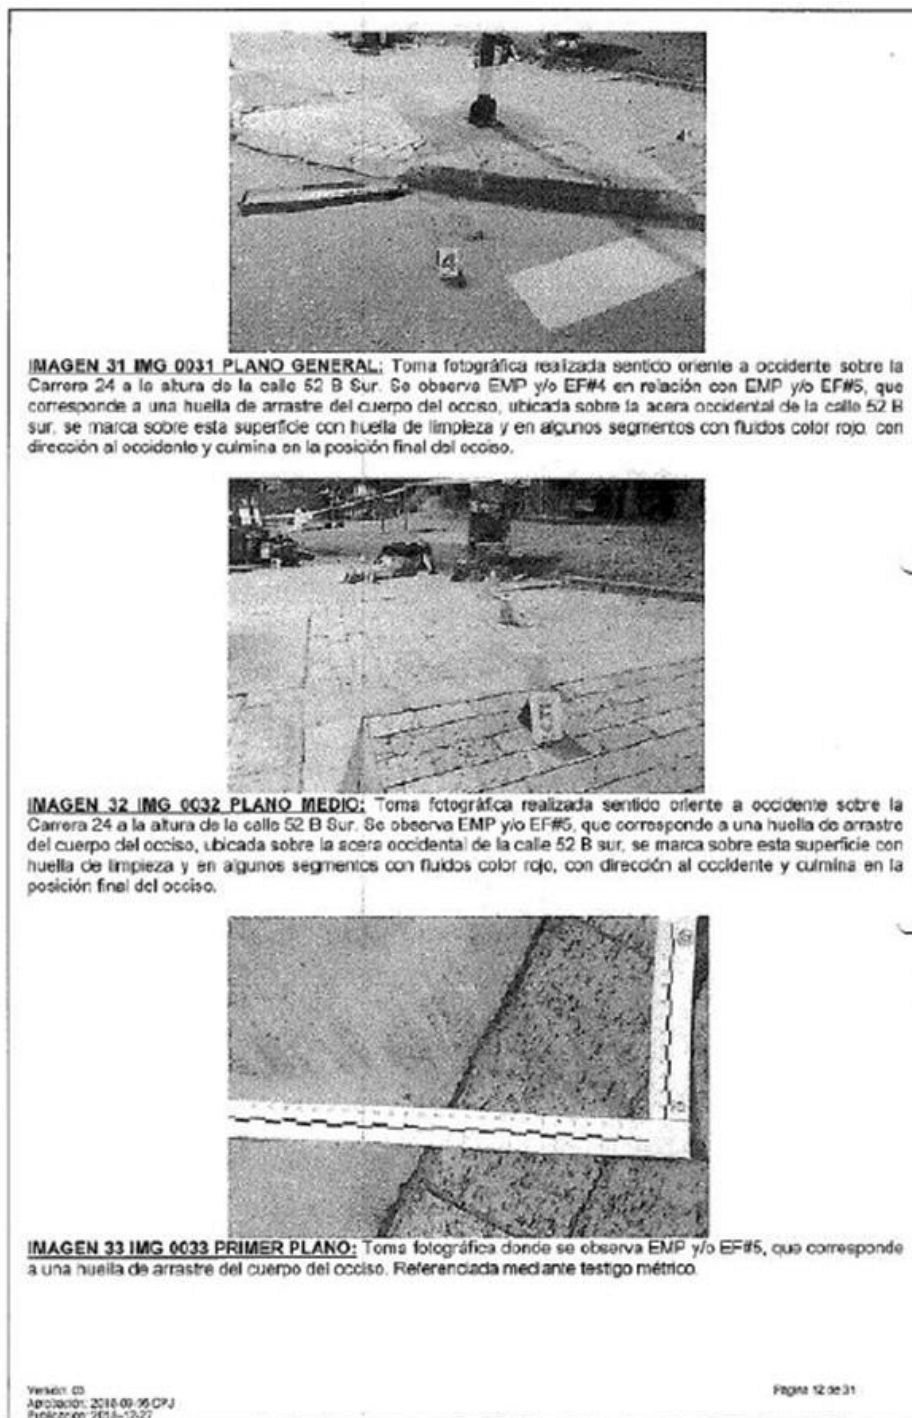 4
IMAGEN 31 IMG 0031 PLANO GENERAL: Toma fotográfica realizada sentido oriente a occidente sobre la
Carrera 24 a la altura de la calle 52 B Sur. Se observa EMP y/o EF#4 en relación con EMP y/o EF#5, que
corresponde a una huella de arrastre del cuerpo del occiso, ubicada sobre la acera occidental de la calle 52 B
sur, se marca sobre esta superficie con huella de limpieza y en algunos segmentos con fluidos color rojo, con
dirección al occidente y culmina en la posición final del occiso.
5
IMAGEN 32 IMG 0032 PLANO MEDIO: Toma fotográfica realizada sentido oriente a occidente sobre la
Carrera 24 a la altura de la calle 52 B Sur. Se observa EMP y/o EF#5, que corresponde a una huella de arrastre
del cuerpo del occiso, ubicada sobre la acera occidental de la calle 52 B sur, se marca sobre esta superficie con
huella de limpieza y en algunos segmentos con fluidos color rojo, con dirección al occidente y culmina en la
posición final del occiso.
IMAGEN 33 IMG 0033 PRIMER PLANO: Toma fotográfica donde se observa EMP y/o EF#5, que corresponde
a una huella de arrastre del cuerpo del occiso. Referenciada mediante testigo métrico.
Versión: 03
Página 12 de 31
Aprobación: 2018-09-05 CPJ
Publicación: 2018-12-27